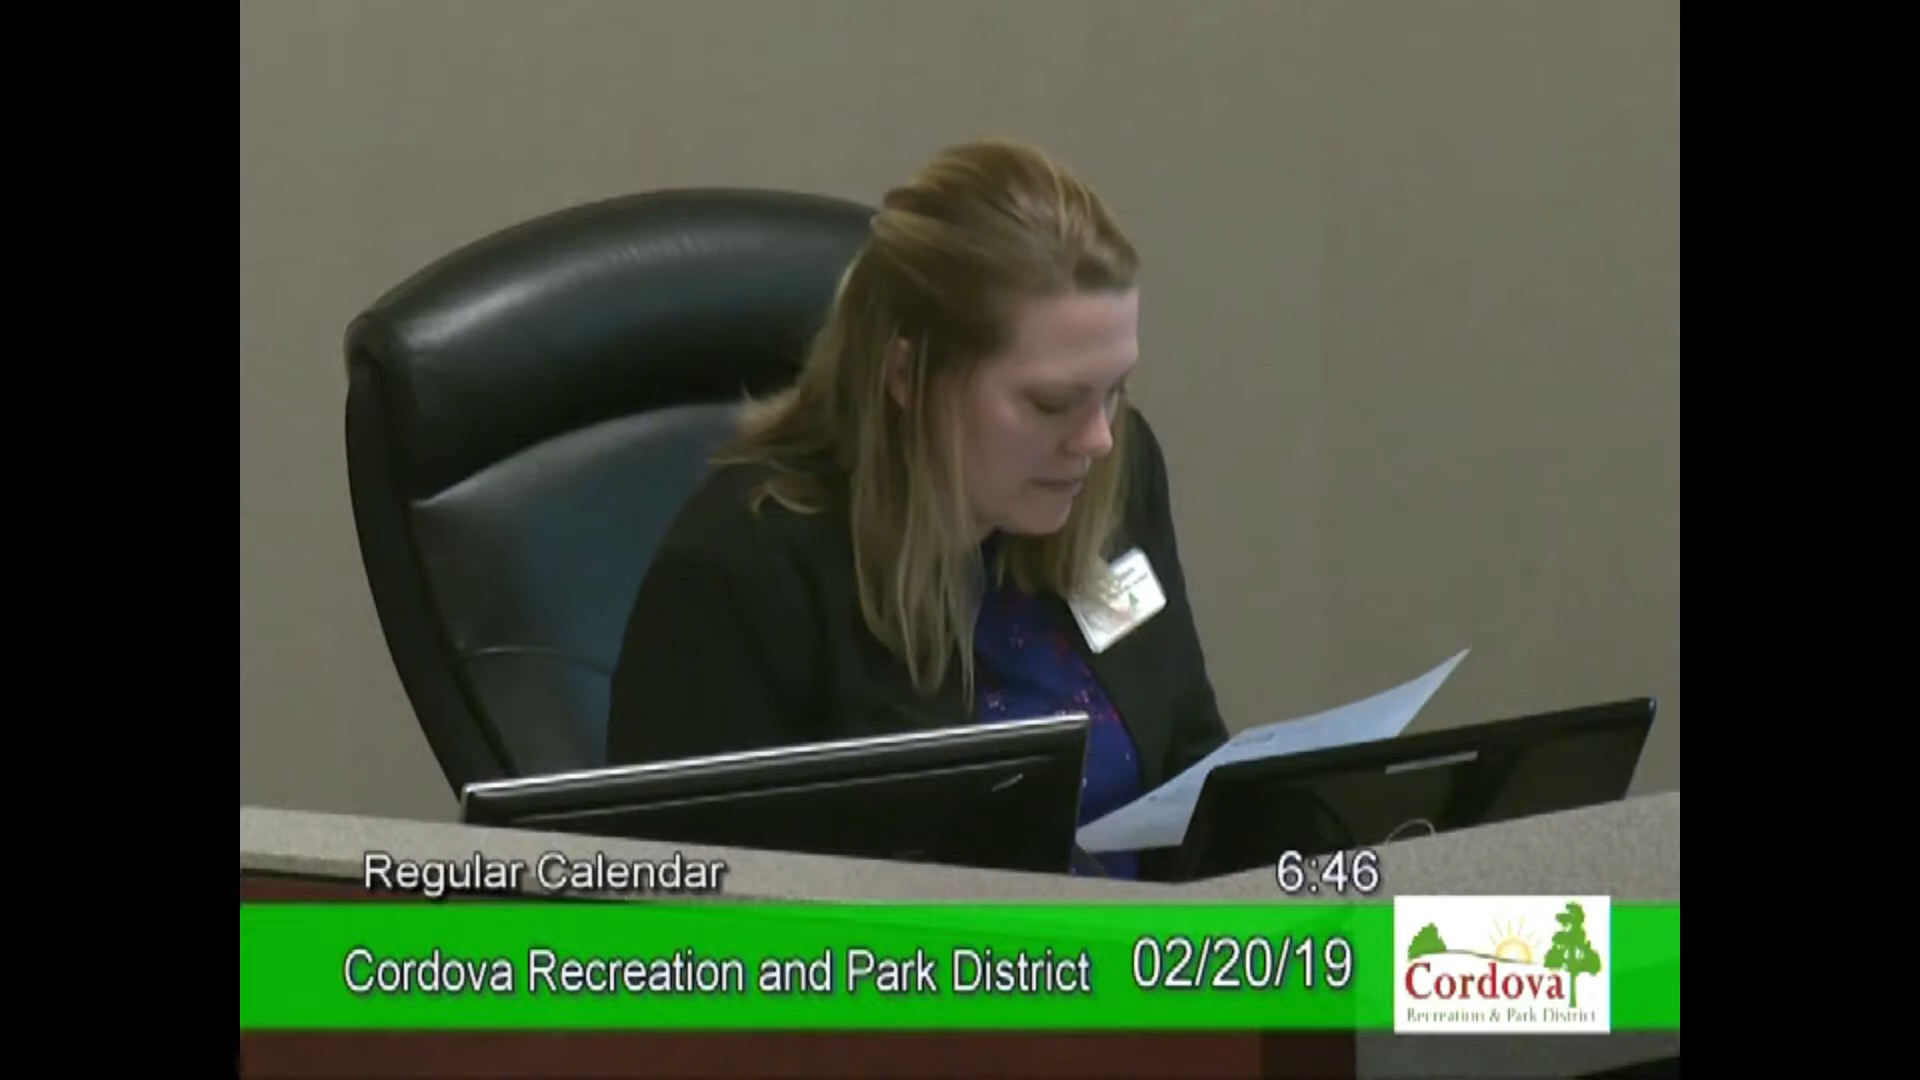 Regular Calendar
6:46
Cordova Recreation and Park District
02/20/19
Cordova
Recreation & Park District